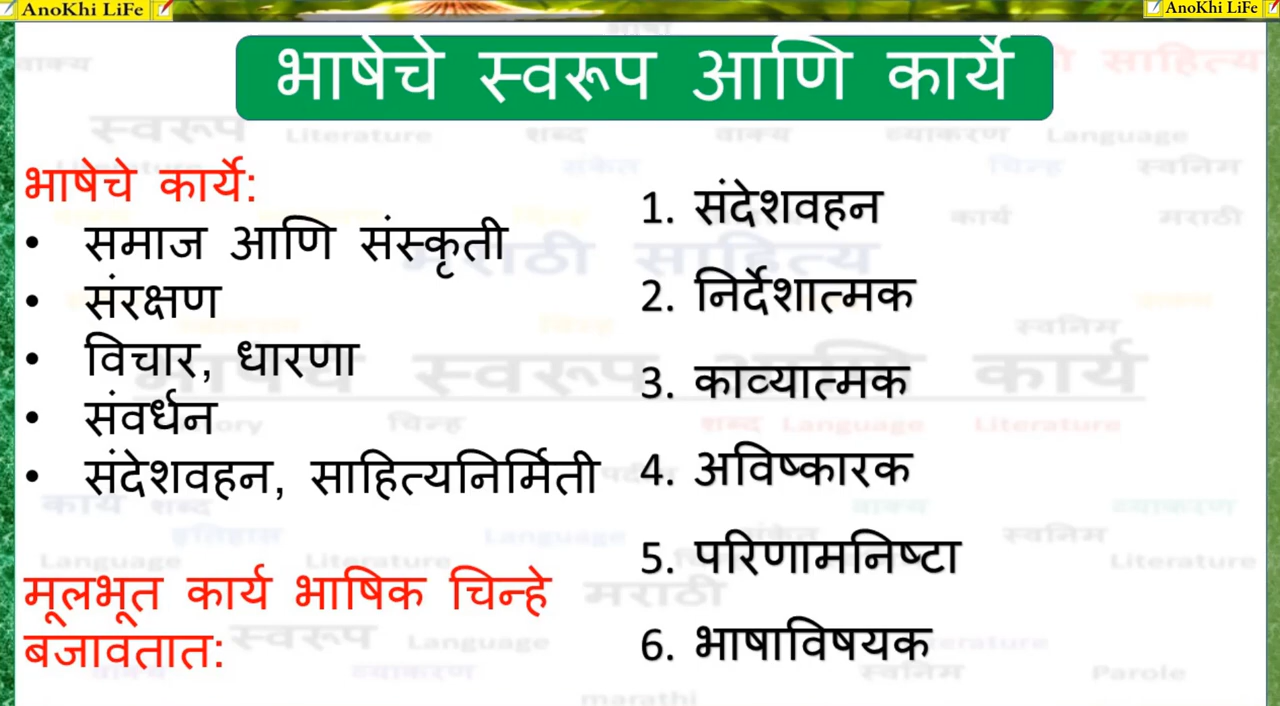 AnoKhi LiFe
AnoKhi LiFe
भाषेचे स्वरूप आणि कार्ये
भाषेचे कार्ये:
• समाज आणि संस्कृती
• संरक्षण
• विचार, धारणा
• संवर्धन
• संदेशवहन, साहित्यनिर्मिती
मूलभूत कार्य भाषिक चिन्हे
बजावतात:
1. संदेशवहन
2. निर्देशात्मक
3. काव्यात्मक
4. अविष्कारक
5. परिणामनिष्टा
6. भाषाविषयक